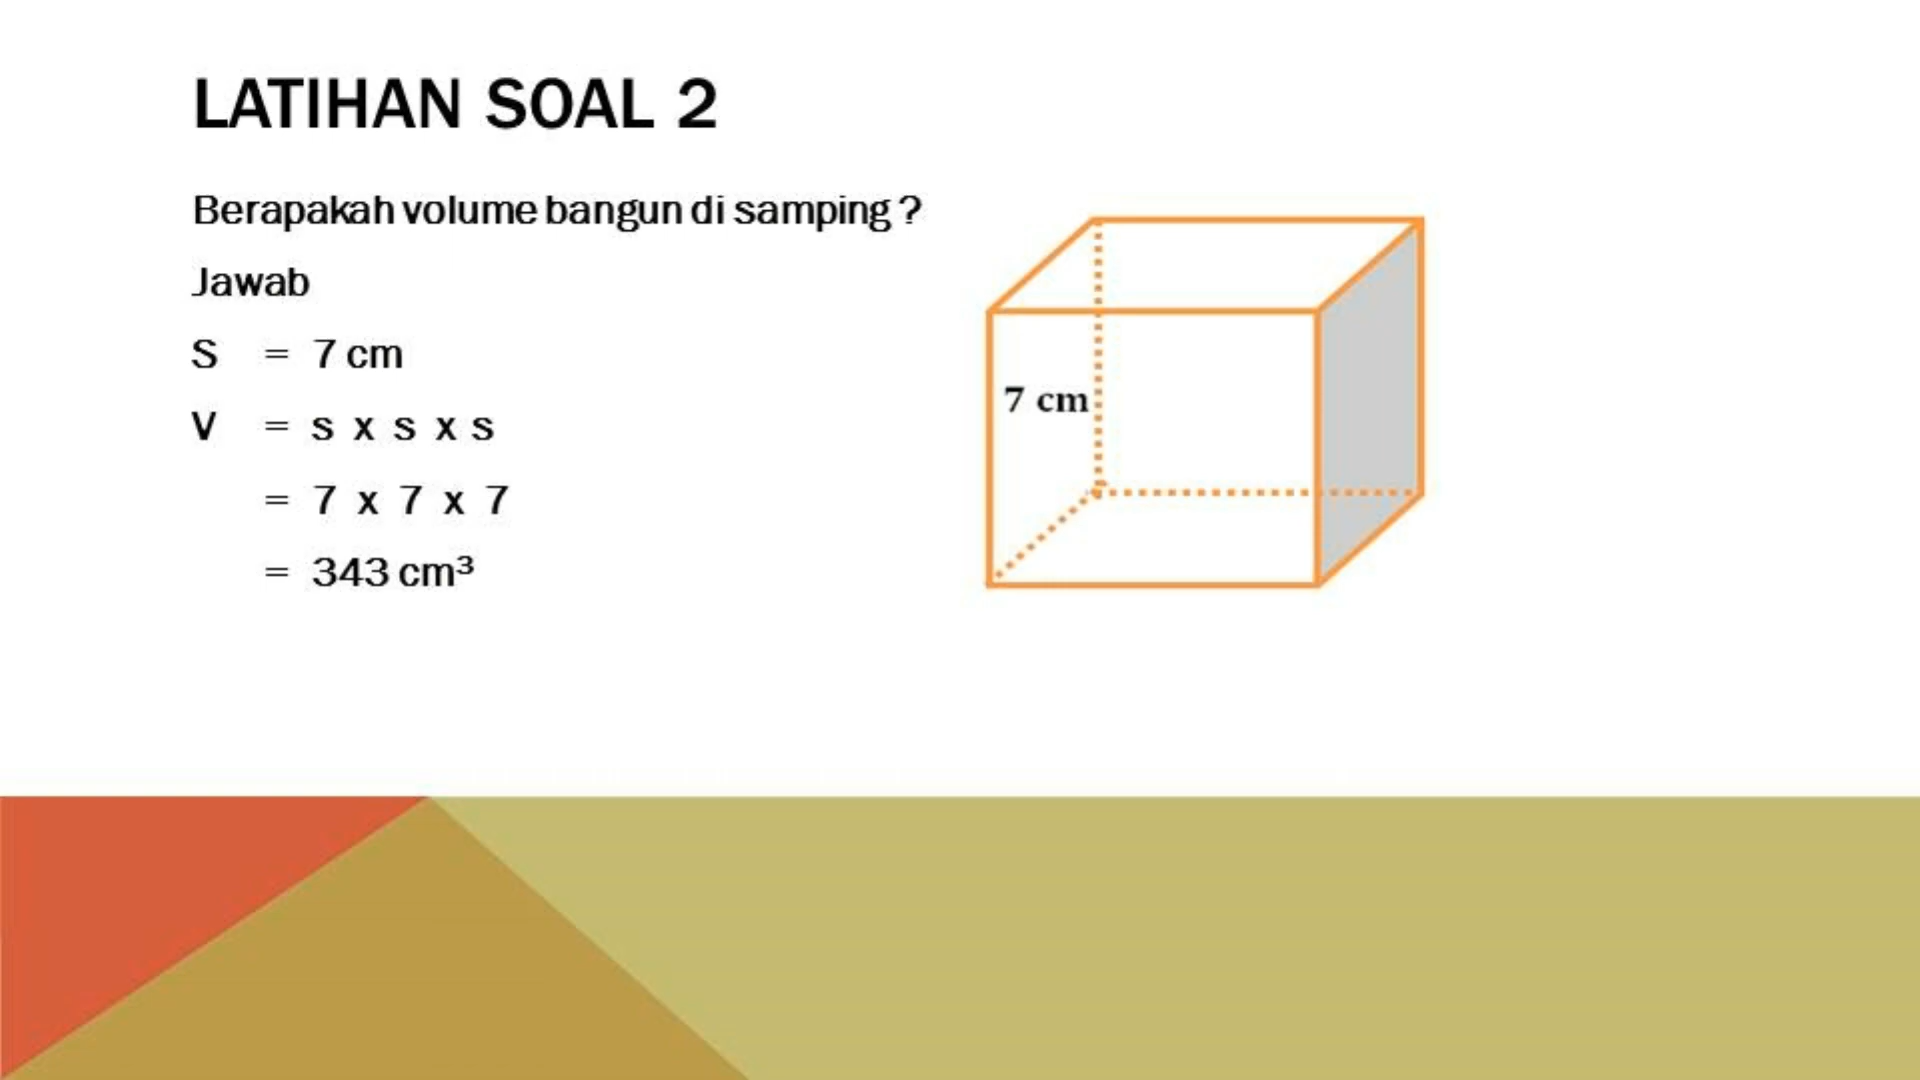 LATIHAN SOAL 2
Berapakah volume bangun di samping ?
Jawab
S = 7 cm
V = s x s x s
= 7 x 7 x 7
= 343 cm³
7 cm